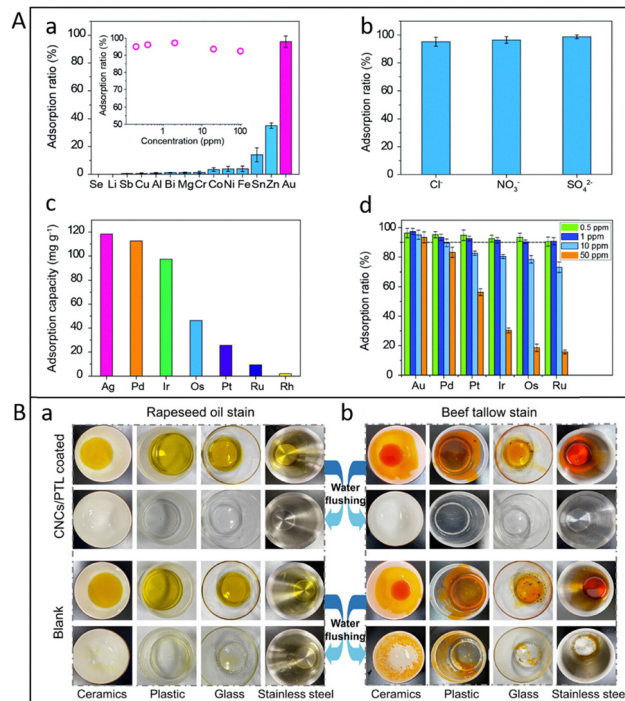 A
a
Adsorption ratio (%)
100
80
60
40
20
0
100
90
80
70
60
50
Adsorption ratio (%)
1
10
100
Concentration (ppm)
Se Li Sb Cu Al Bi Mg Cr Co Ni Fe Sn Zn Au
b
Adsorption ratio (%)
100
80
60
40
20
0
Cl⁻ NO₃⁻ SO₄²⁻
c
Adsorption capacity (mg g⁻¹)
120
100
80
60
40
20
0
Ag Pd Ir Os Pt Ru Rh
d
Adsorption ratio (%)
100
80
60
40
20
0
0.5 ppm
1 ppm
10 ppm
50 ppm
Au Pd Pt Ir Os Ru
B
a Rapeseed oil stain
b Beef tallow stain
CNCs/PTL coated
Water
flushing
Blank
Water
flushing
Ceramics Plastic Glass Stainless steel
Ceramics Plastic Glass Stainless steel